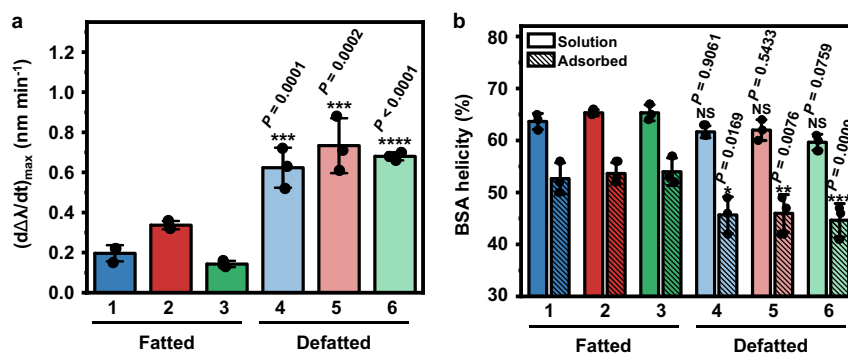 a
(dΔλ/dt)max (nm min-1)
1.4
1.2
1.0
0.8
0.6
0.4
0.2
0.0
P = 0.0001
P = 0.0002
P < 0.0001
***
***
****
1 2 3 4 5 6
Fatted Defatted
b
BSA helicity (%)
80
70
60
50
40
30
Solution
Adsorbed
P = 0.9061
NS
P = 0.0169
*
P = 0.5433
NS
P = 0.0076
**
P = 0.0759
NS
***
1 2 3 4 5 6
Fatted Defatted